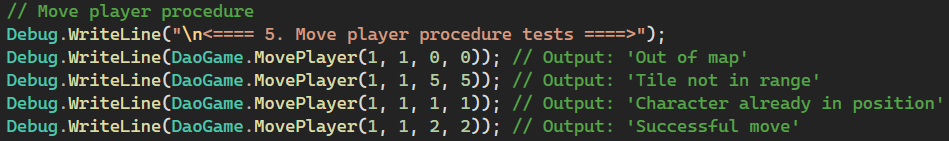 // Move player procedure
Debug.WriteLine("\n<==== 5. Move player procedure tests ====>");
Debug.WriteLine(DaoGame.MovePlayer(1, 1, 0, 0)); // Output: 'Out of map'
Debug.WriteLine(DaoGame.MovePlayer(1, 1, 5, 5)); // Output: 'Tile not in range'
Debug.WriteLine(DaoGame.MovePlayer(1, 1, 1, 1)); // Output: 'Character already in position'
Debug.WriteLine(DaoGame.MovePlayer(1, 1, 2, 2)); // Output: 'Successful move'